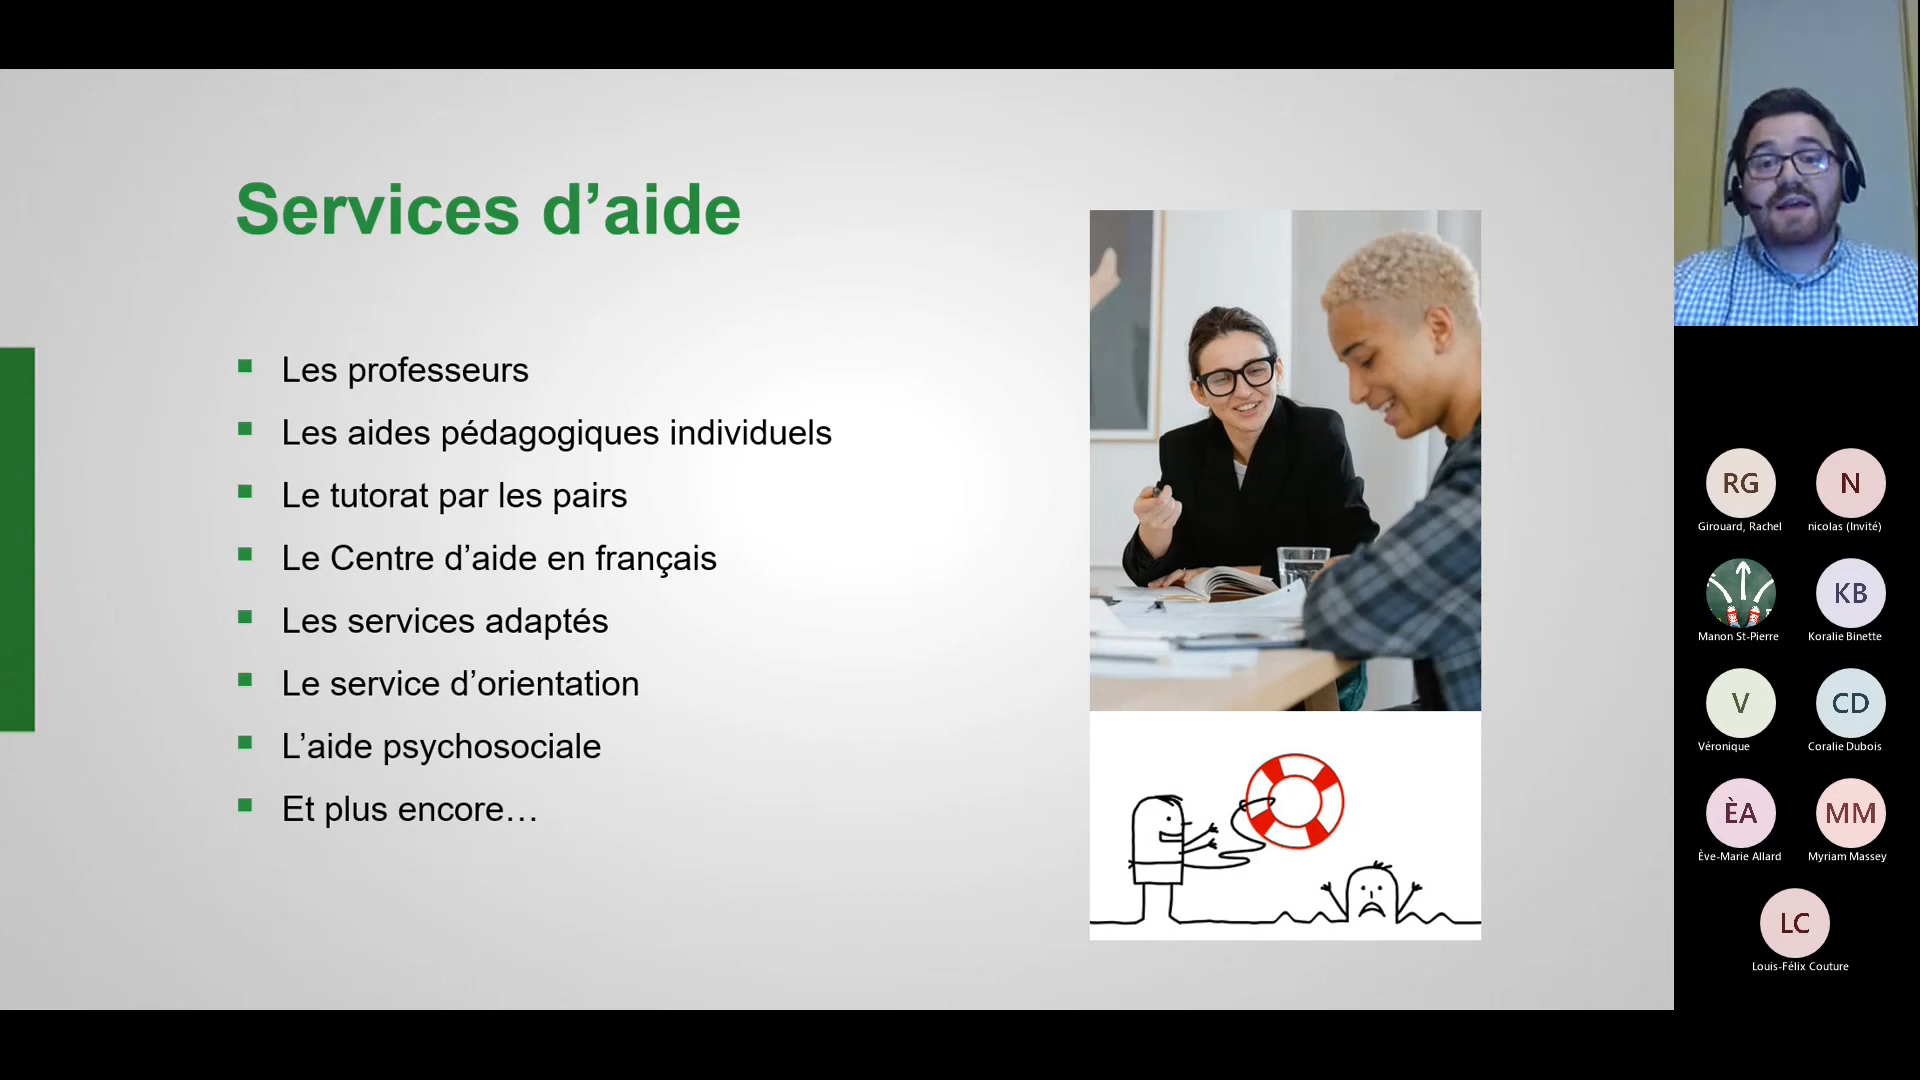 Services d’aide
Les professeurs
Les aides pédagogiques individuels
Le tutorat par les pairs
Le Centre d’aide en français
Les services adaptés
Le service d’orientation
L’aide psychosociale
Et plus encore…
RG
Girouard, Rachel
N
nicolas (Invité)
Manon St-Pierre
KB
Koralie Binette
V
Véronique
CD
Coralie Dubois
ÈA
Ève-Marie Allard
MM
Myriam Massey
LC
Louis-Félix Couture